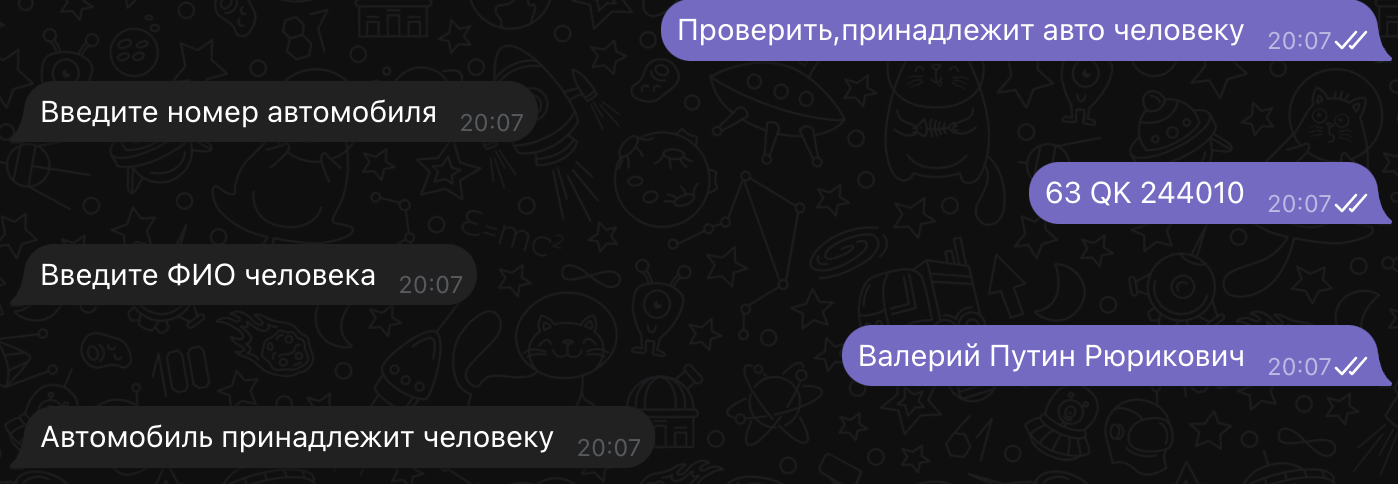 Проверить,принадлежит авто человеку 20:07
Введите номер автомобиля 20:07
63 QK 244010 20:07
Введите ФИО человека 20:07
Валерий Путин Рюрикович 20:07
Автомобиль принадлежит человеку 20:07